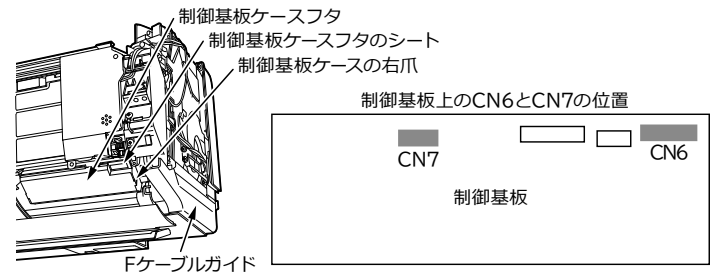 制御基板ケースフタ
制御基板ケースフタのシート
制御基板ケースの右爪
制御基板上のCN6とCN7の位置
CN7
CN6
制御基板
Fケーブルガイド